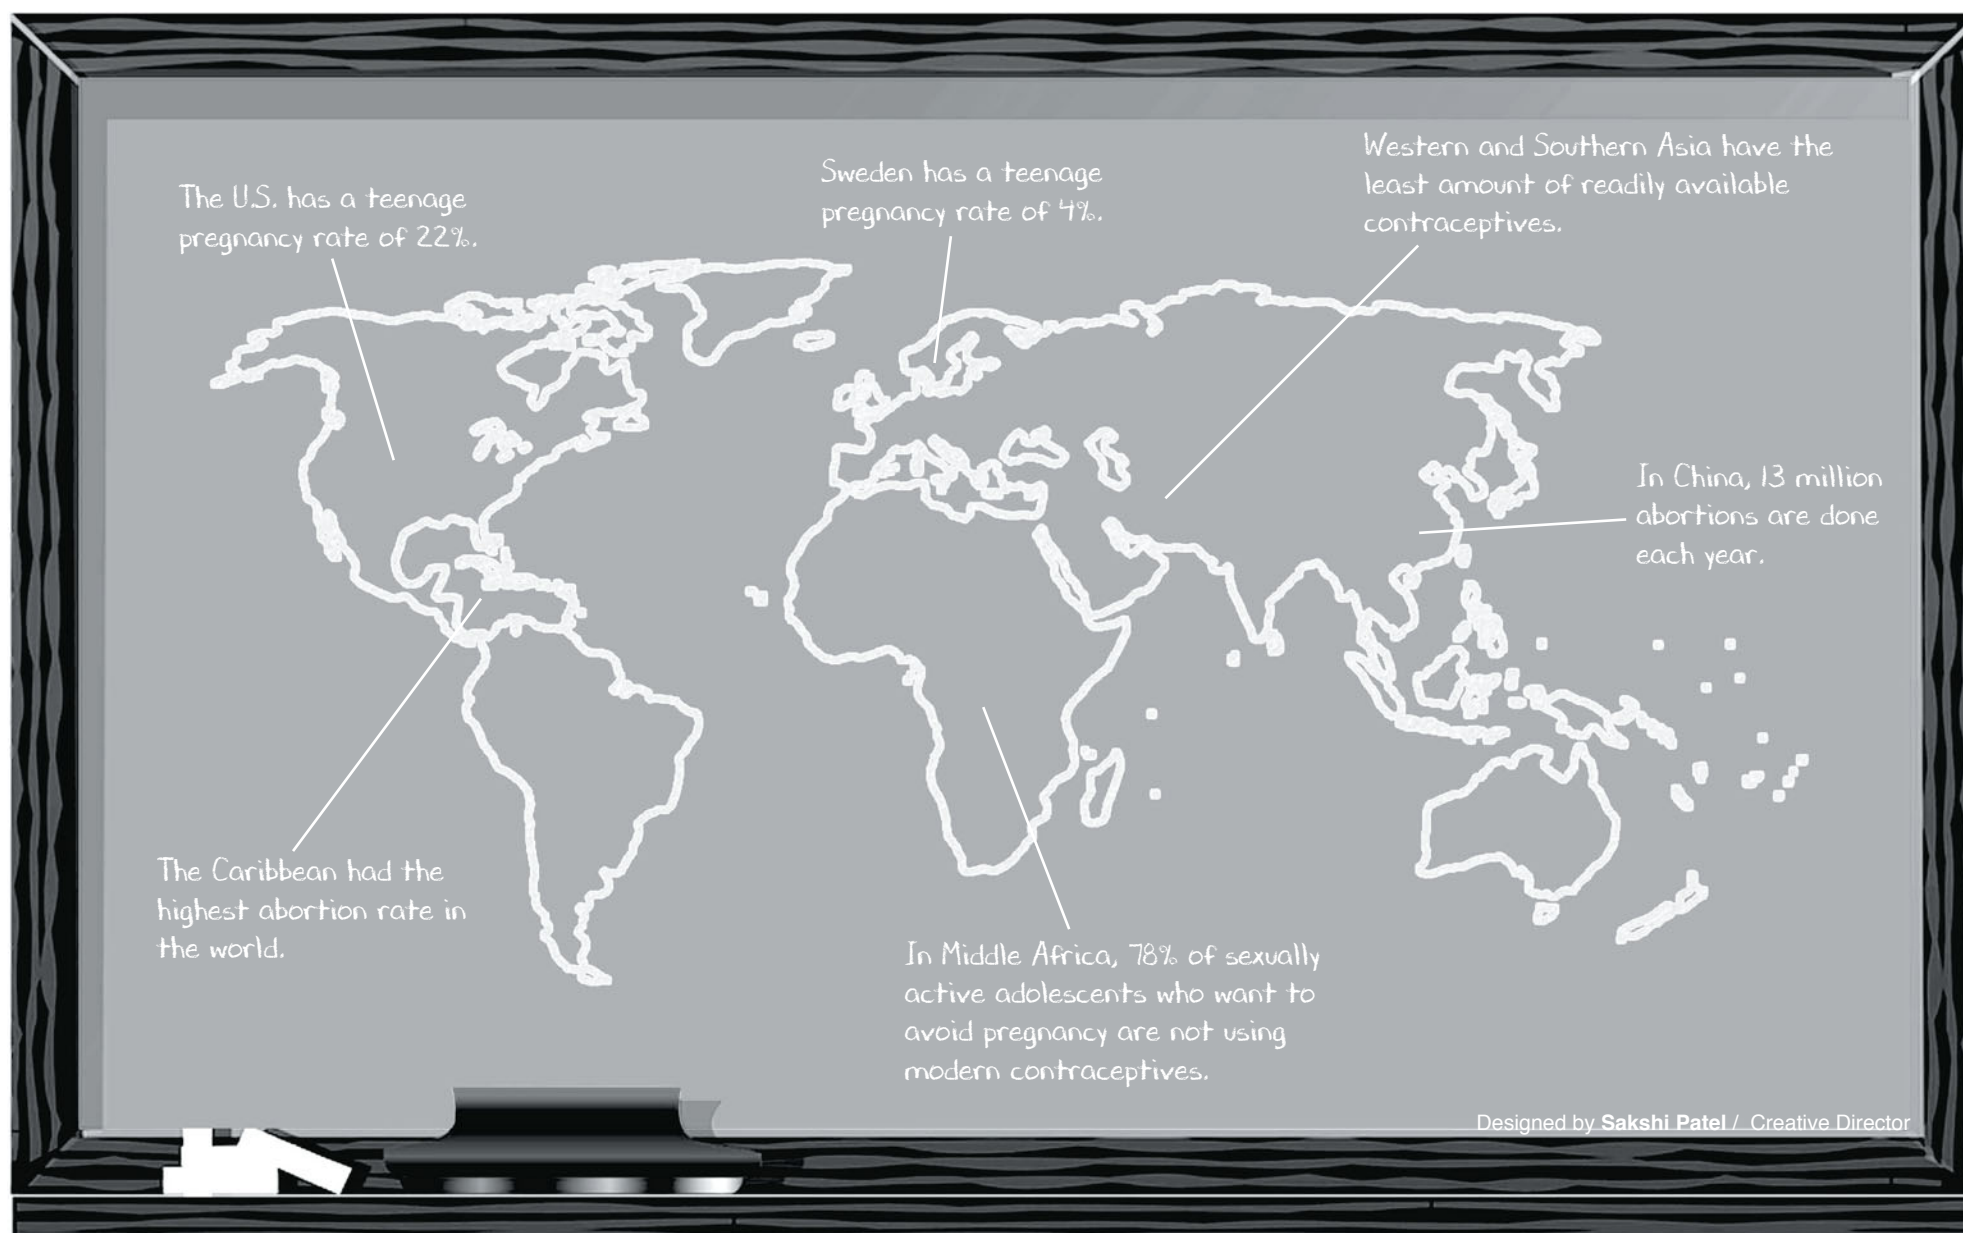 The U.S. has a teenage
pregnancy rate of 22%.
Sweden has a teenage
pregnancy rate of 4%.
Western and Southern Asia have the
least amount of readily available
contraceptives.
In China, 13 million
abortions are done
each year.
The Caribbean had the
highest abortion rate in
the world.
In Middle Africa, 78% of sexually
active adolescents who want to
avoid pregnancy are not using
modern contraceptives.
Designed by Sakshi Patel / Creative Director